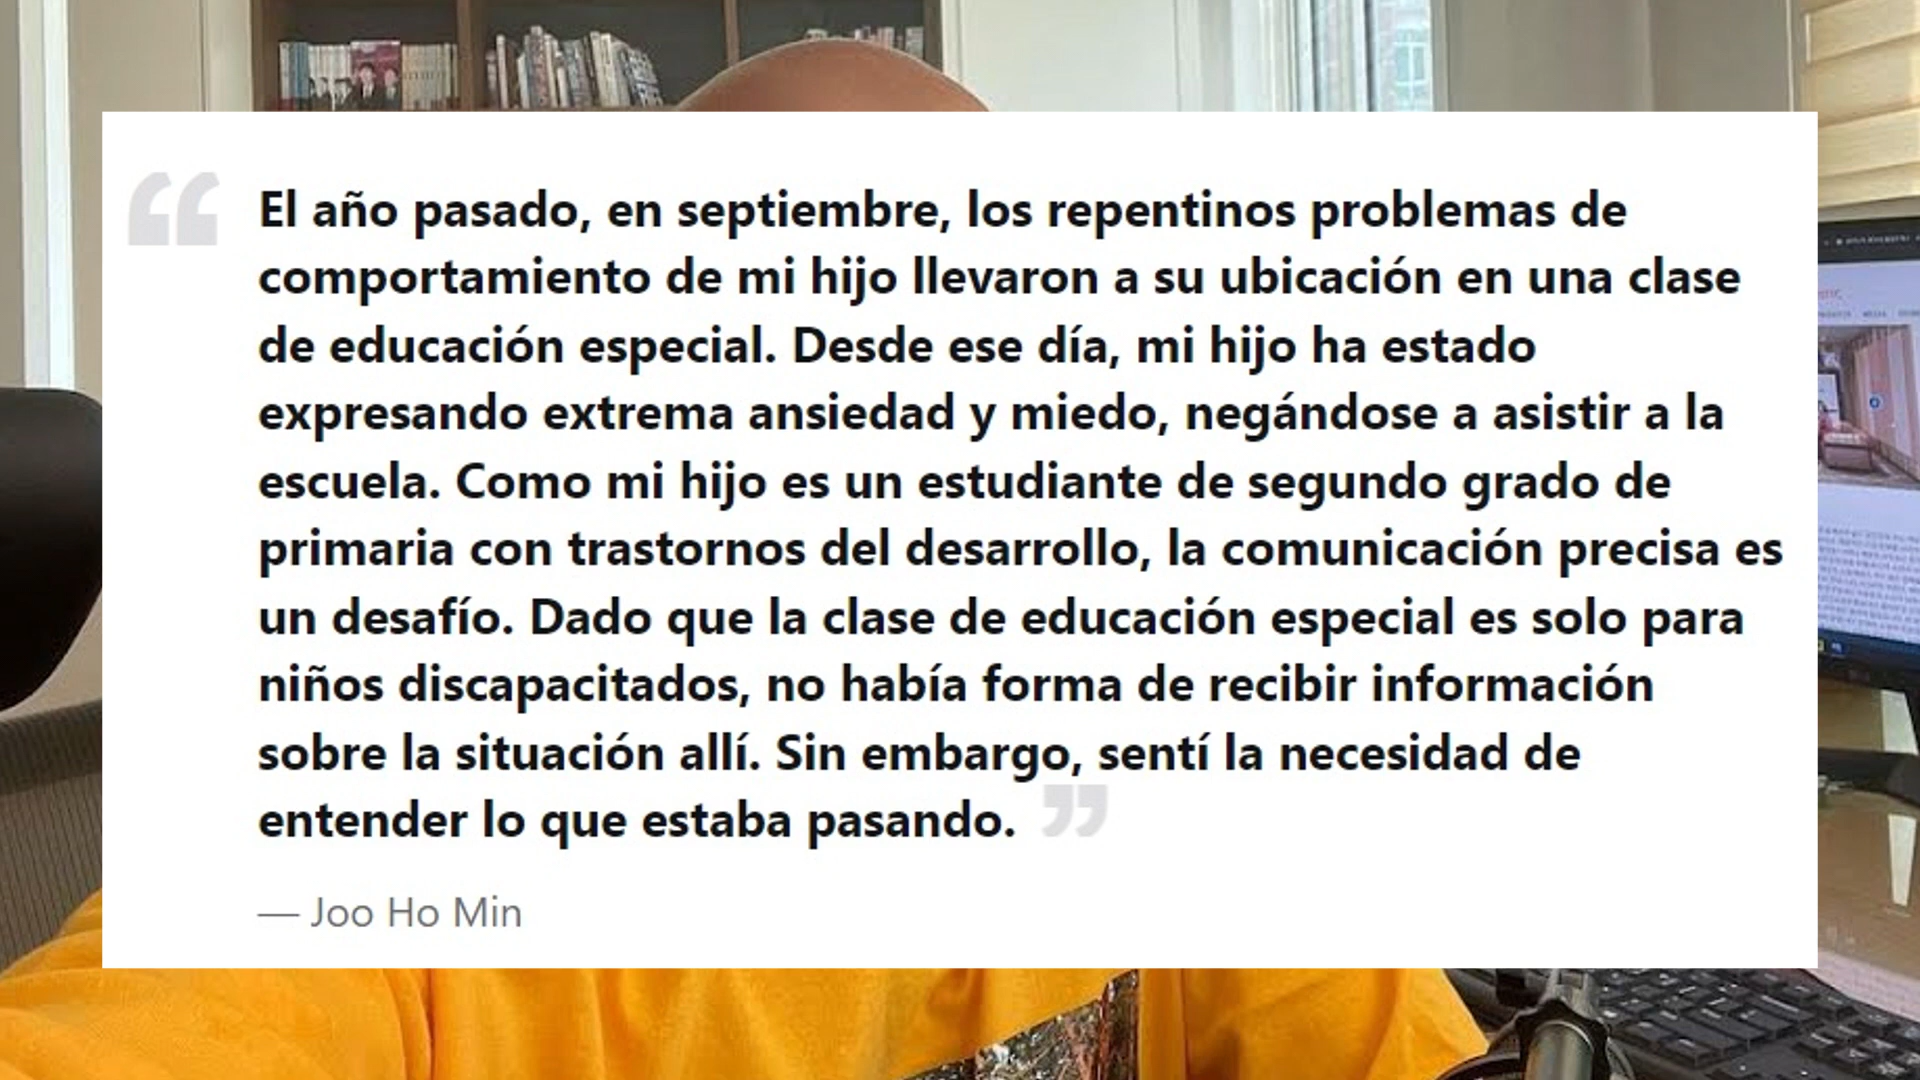 “
El año pasado, en septiembre, los repentinos problemas de
comportamiento de mi hijo llevaron a su ubicación en una clase
de educación especial. Desde ese día, mi hijo ha estado
expresando extrema ansiedad y miedo, negándose a asistir a la
escuela. Como mi hijo es un estudiante de segundo grado de
primaria con trastornos del desarrollo, la comunicación precisa es
un desafío. Dado que la clase de educación especial es solo para
niños discapacitados, no había forma de recibir información
sobre la situación allí. Sin embargo, sentí la necesidad de
entender lo que estaba pasando. ”
— Joo Ho Min